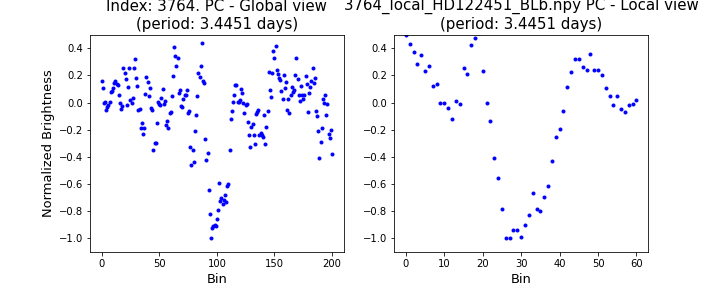 Index: 3764. PC - Global view
(period: 3.4451 days)
3764_local_HD122451_BLb.npy PC - Local view
(period: 3.4451 days)
Normalized Brightness
0.4
0.2
0.0
−0.2
−0.4
−0.6
−0.8
−1.0
0 50 100 150 200
Bin
0.4
0.2
0.0
−0.2
−0.4
−0.6
−0.8
−1.0
0 10 20 30 40 50 60
Bin